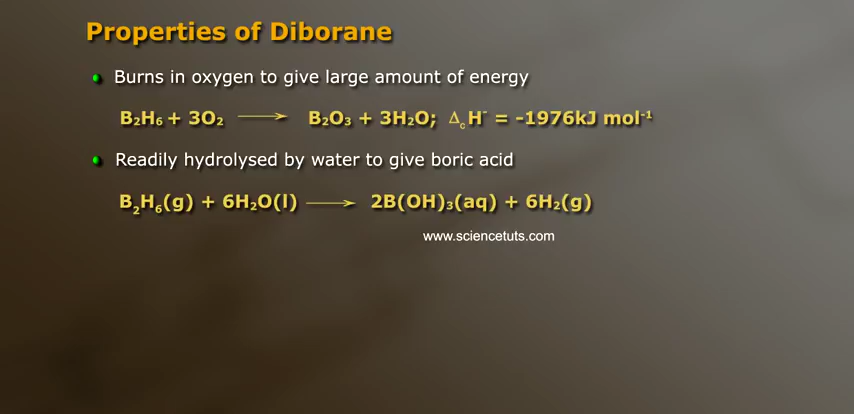 Properties of Diborane
Burns in oxygen to give large amount of energy
B₂H₆ + 3O₂ ⟶ B₂O₃ + 3H₂O; Δ꜀H⁻ = -1976kJ mol⁻¹
Readily hydrolysed by water to give boric acid
B₂H₆(g) + 6H₂O(l) ⟶ 2B(OH)₃(aq) + 6H₂(g)
www.sciencetuts.com